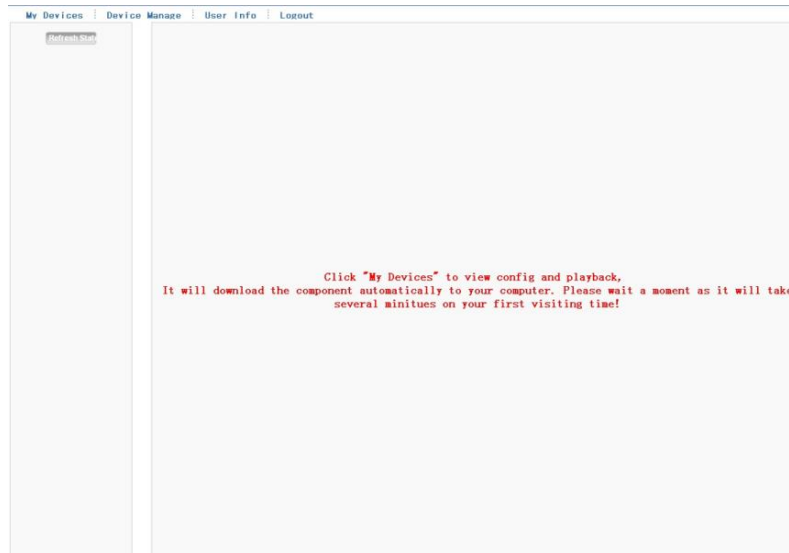 My Devices Device Manage User Info Logout
Refresh State
Click "My Devices" to view config and playback,
It will download the component automatically to your computer. Please wait a moment as it will take
several minitues on your first visiting time!